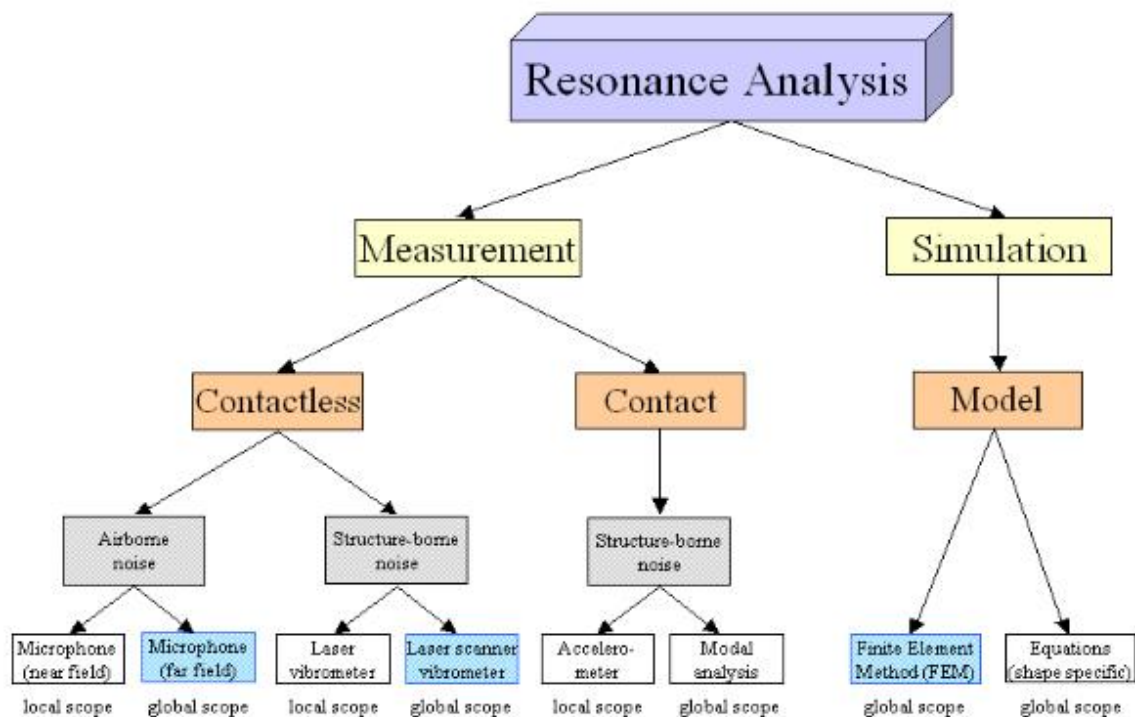 Resonance Analysis
Measurement
Simulation
Contactless
Contact
Model
Airborne
noise
Structure-borne
noise
Structure-borne
noise
Microphone
(near field)
Microphone
(far field)
Laser
vibrometer
Laser scanner
vibrometer
Accelero-
meter
Modal
analysis
Finite Element
Method (FEM)
Equations
(shape specific)
local scope
global scope
local scope
global scope
local scope
global scope
global scope
global scope